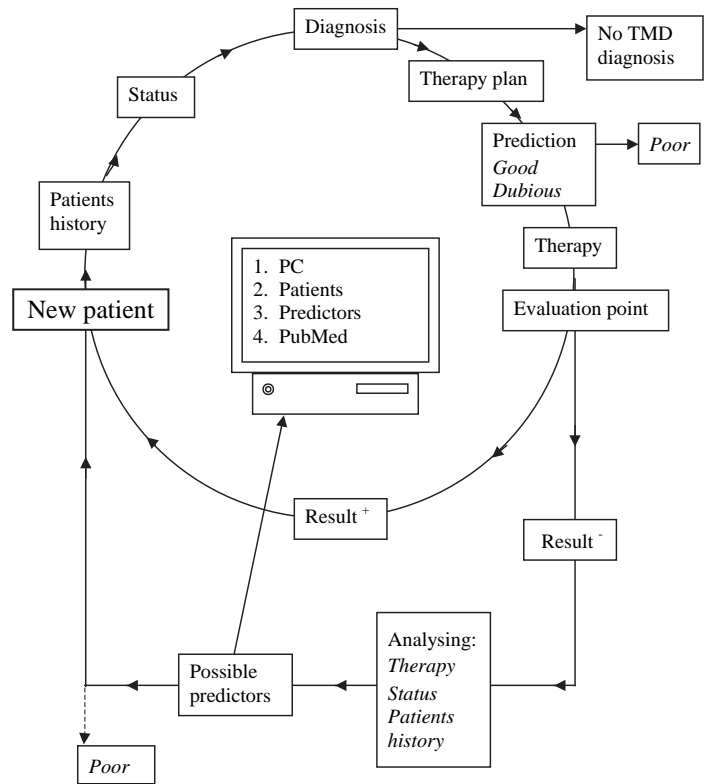 Diagnosis
No TMD
diagnosis
Therapy plan
Status
Prediction
Good
Dubious
Poor
Patients
history
Therapy
1. PC
2. Patients
3. Predictors
4. PubMed
New patient
Evaluation point
Result +
Result -
Analysing:
Therapy
Status
Patients
history
Possible
predictors
Poor